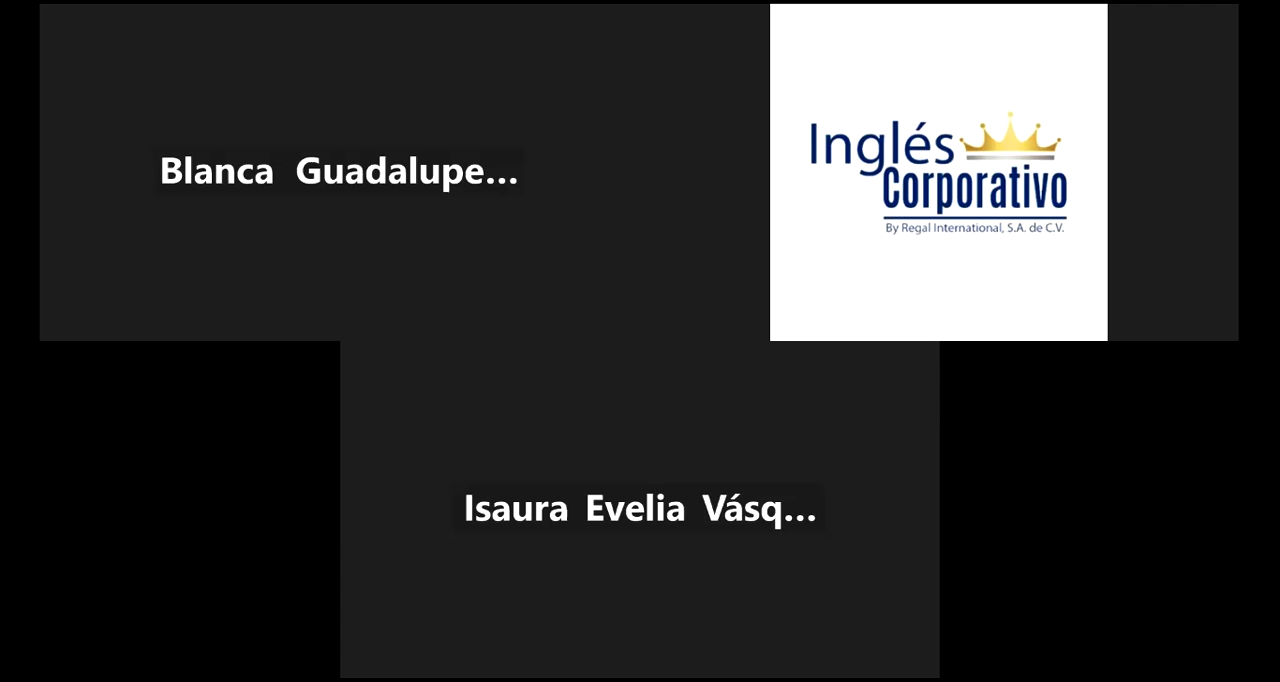 Blanca Guadalupe...
Inglés
Corporativo
By Regal International, S.A. de C.V.
Isaura Evelia Vásq...